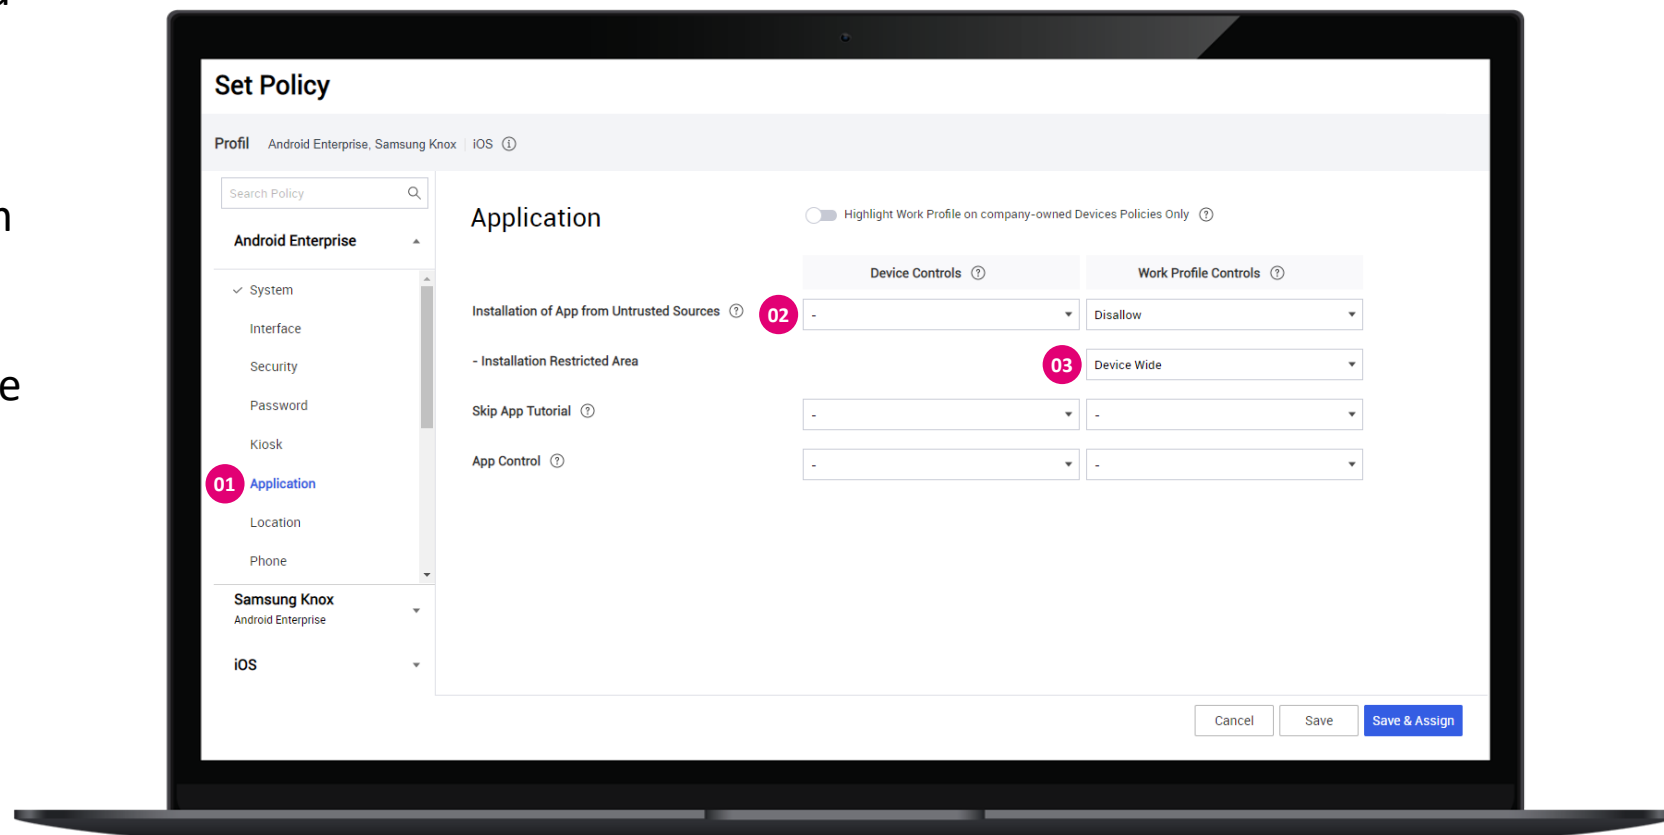 Set Policy
Profil Android Enterprise, Samsung Knox iOS
Search Policy
Android Enterprise
System
Interface
Security
Password
Kiosk
01 Application
Location
Phone
Samsung Knox
Android Enterprise
iOS
Application
Highlight Work Profile on company-owned Devices Policies Only ?
Device Controls ? Work Profile Controls ?
Installation of App from Untrusted Sources ? 02 - Disallow
- Installation Restricted Area 03 Device Wide
Skip App Tutorial ? - -
App Control ? - -
Cancel Save Save & Assign
e